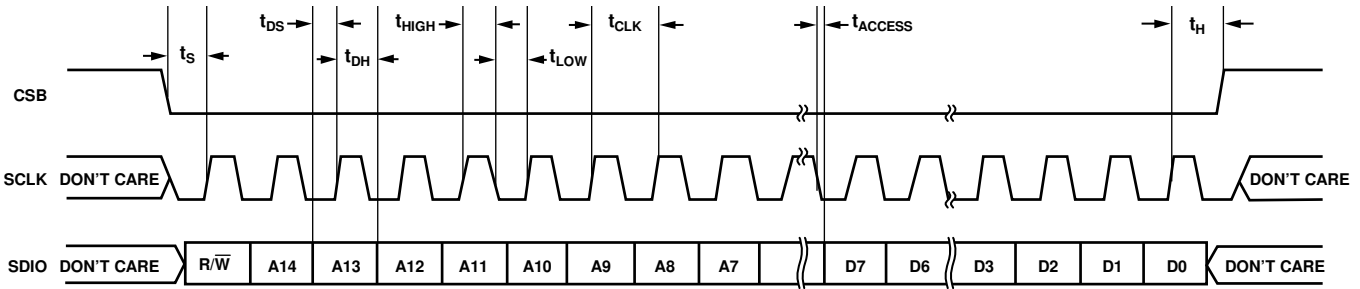 tDS tHIGH tCLK tACCESS tH
tS tDH tLOW
CSB
SCLK DON'T CARE DON'T CARE
SDIO DON'T CARE R/W̅ A14 A13 A12 A11 A10 A9 A8 A7 D7 D6 D3 D2 D1 D0 DON'T CARE